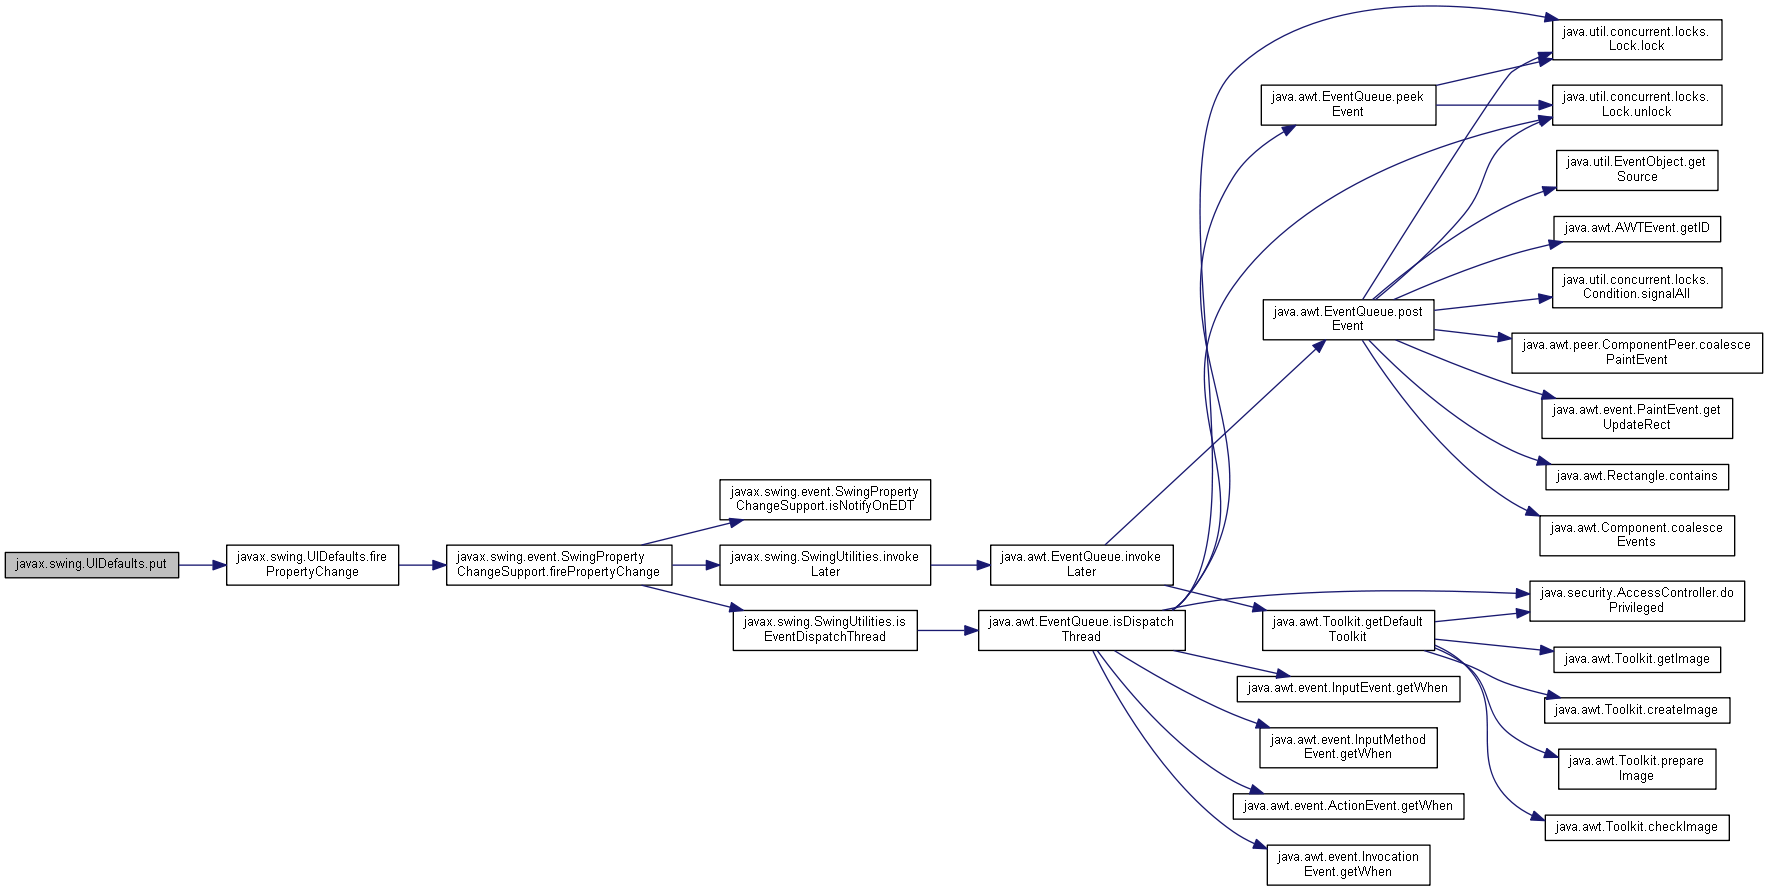 javax.swing.UIDefaults.put
javax.swing.UIDefaults.fire
PropertyChange
javax.swing.event.SwingProperty
ChangeSupport.firePropertyChange
javax.swing.event.SwingProperty
ChangeSupport.isNotifyOnEDT
javax.swing.SwingUtilities.invoke
Later
javax.swing.SwingUtilities.is
EventDispatchThread
java.awt.EventQueue.invoke
Later
java.awt.EventQueue.isDispatch
Thread
java.awt.EventQueue.peek
Event
java.awt.EventQueue.post
Event
java.awt.Toolkit.getDefault
Toolkit
java.awt.event.InputEvent.getWhen
java.awt.event.InputMethod
Event.getWhen
java.awt.event.ActionEvent.getWhen
java.awt.event.Invocation
Event.getWhen
java.util.concurrent.locks.
Lock.lock
java.util.concurrent.locks.
Lock.unlock
java.util.EventObject.get
Source
java.awt.AWTEvent.getID
java.util.concurrent.locks.
Condition.signalAll
java.awt.peer.ComponentPeer.coalesce
PaintEvent
java.awt.event.PaintEvent.get
UpdateRect
java.awt.Rectangle.contains
java.awt.Component.coalesce
Events
java.security.AccessController.do
Privileged
java.awt.Toolkit.getImage
java.awt.Toolkit.createImage
java.awt.Toolkit.prepare
Image
java.awt.Toolkit.checkImage